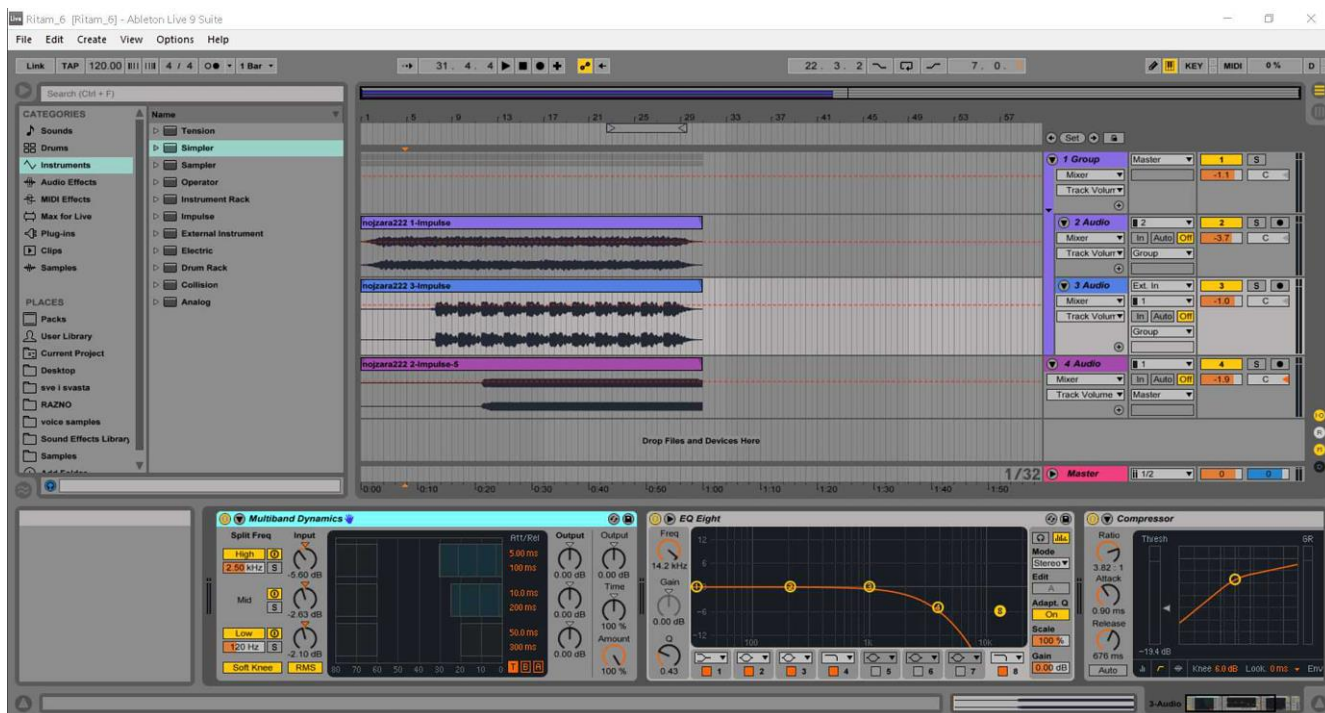 Live Ritam_6 [Ritam_6] - Ableton Live 9 Suite
File Edit Create View Options Help
Link TAP 120.00 4 / 4 1 Bar 31. 4. 4 22. 3. 2 7. 0. KEY MIDI 0 % D
Search (Ctrl + F)
CATEGORIES
Sounds
Drums
Instruments
Audio Effects
MIDI Effects
Max for Live
Plug-ins
Clips
Samples
PLACES
Packs
User Library
Current Project
Desktop
sve i svasta
RAZNO
voice samples
Sound Effects Library
Samples
Add Folder
Name
Tension
Simpler
Sampler
Operator
Instrument Rack
Impulse
External Instrument
Electric
Drum Rack
Collision
Analog
1 5 9 13 17 21 25 29 33 37 41 45 49 53 57
Set
nojzara222 1-Impulse
nojzara222 3-Impulse
nojzara222 2-Impulse-5
Drop Files and Devices Here
1 Group Master 1 S
Mixer -1.1 C
Track Volum
2 Audio 2 2 S
Mixer In Auto Off -3.7 C
Track Volum Group
3 Audio Ext. In 3 S
Mixer 1 -1.0 C
Track Volum In Auto Off
Group
4 Audio 1 4 S
Mixer In Auto Off -1.9 C
Track Volume Master
1/32 Master 1/2 0 0
0:00 0:10 0:20 0:30 0:40 0:50 1:00 1:10 1:20 1:30 1:40 1:50
Multiband Dynamics
Split Freq Input
High
2.50 kHz S -5.60 dB
Mid S -2.63 dB
Low
120 Hz S -2.10 dB
Soft Knee RMS
80 70 60 50 40 30 20 10 0
Att/Rel
5.00 ms
100 ms
10.0 ms
200 ms
50.0 ms
300 ms
T B A
Output
0.00 dB
0.00 dB
0.00 dB
Output
0.00 dB
Time
100 %
Amount
100 %
EQ Eight
Freq
14.2 kHz
Gain
0.00 dB
Q
0.43
12
6
0
-6
-12
100 1K 10K
1 2 3 4 5 6 7 8
Mode
Stereo
Edit
A
Adapt. Q
On
Scale
100 %
Gain
0.00 dB
Compressor
Ratio
3.82 : 1
Attack
0.90 ms
Release
676 ms
Auto
Thresh GR
-19.4 dB
Knee 6.0 dB Look. 0 ms Env
3-Audio